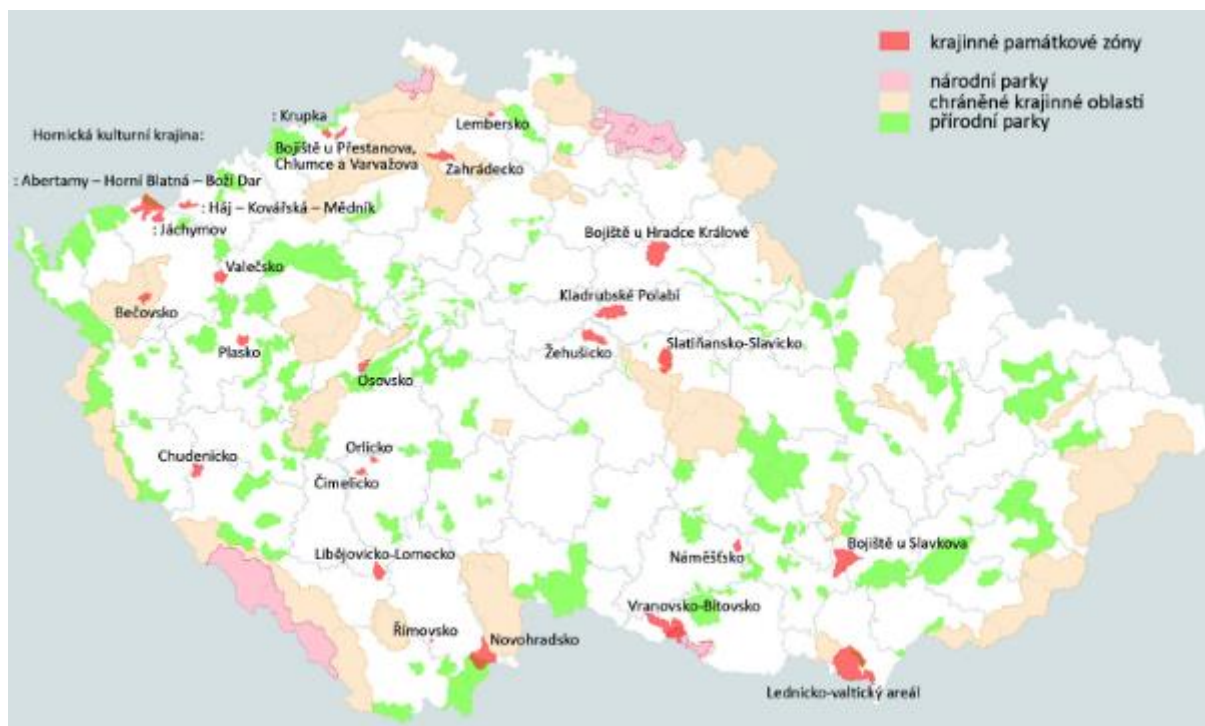 krajinné památkové zóny
národní parky
chráněné krajinné oblasti
přírodní parky
: Krupka
Hornická kulturní krajina:
Lembersko
Bojiště u Přestanova,
Chlumce a Varvažova
Zahrádecko
: Abertamy – Horní Blatná – Boží Dar
: Háj – Kovářská – Mědník
: Jáchymov
Bojiště u Hradce Králové
Valečsko
Kladrubské Polabí
Bečovsko
Plasko
Žehušicko
Slatiňansko-Slavicko
Osovsko
Orlicko
Chudenicko
Čimelicko
Bojiště u Slavkova
Libějovicko-Lomecko
Náměšťsko
Vranovsko-Bítovsko
Římovsko
Novohradsko
Lednicko-valtický areál